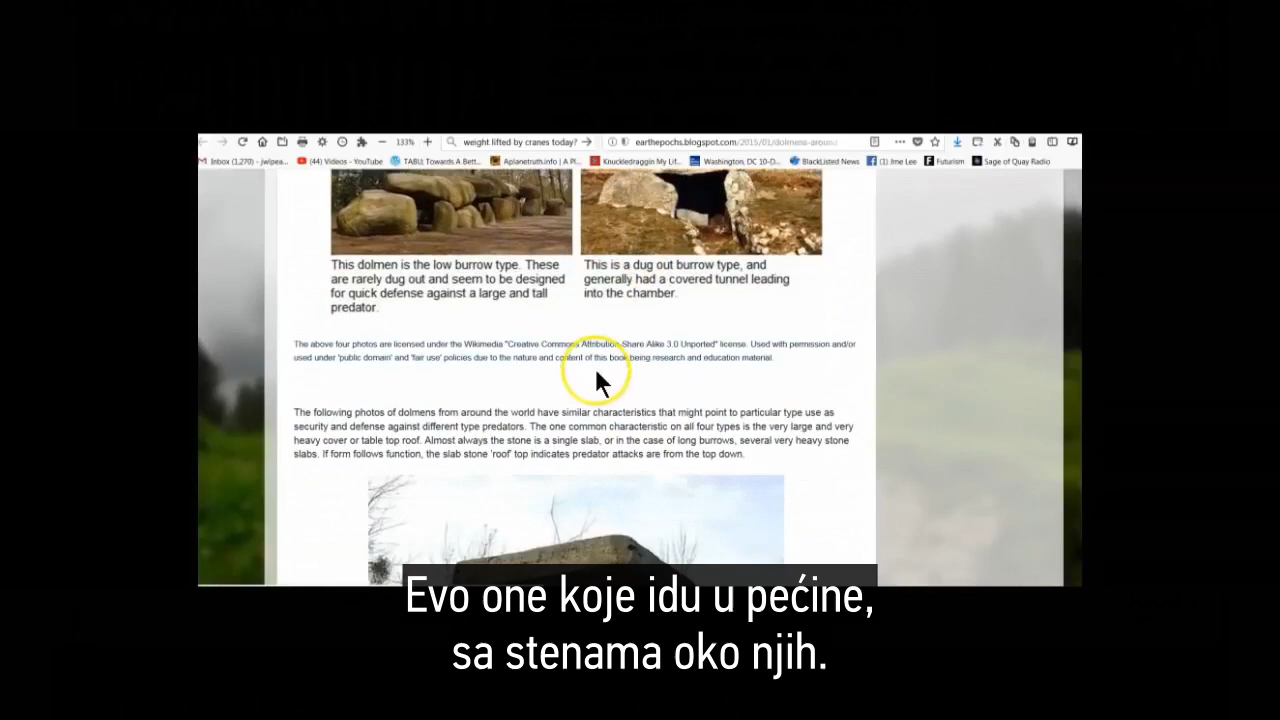 133%
weight lifted by cranes today?
earthepochs.blogspot.com/2015/01/dolmens-aroun
Inbox (1,270) - jwlpea...
(44) Videos - YouTube
TABLE Towards A Bett...
Aplanetruth.info | A Pl...
Knuckledraggin My Lif...
Washington, DC 10-D...
BlackListed News
(1) Jme Lee
Futurism
Sage of Quay Radio
This dolmen is the low burrow type. These
are rarely dug out and seem to be designed
for quick defense against a large and tall
predator.
This is a dug out burrow type, and
generally had a covered tunnel leading
into the chamber.
The above four photos are licensed under the Wikimedia "Creative Commons Attribution-Share Alike 3.0 Unported" license. Used with permission and/or
used under 'public domain' and 'fair use' policies due to the nature and content of this book being research and education material.
The following photos of dolmens from around the world have similar characteristics that might point to particular type use as
security and defense against different type predators. The one common characteristic on all four types is the very large and very
heavy cover or table top roof. Almost always the stone is a single slab, or in the case of long burrows, several very heavy stone
slabs. If form follows function, the slab stone 'roof' top indicates predator attacks are from the top down.
Evo one koje idu u pećine,
sa stenama oko njih.